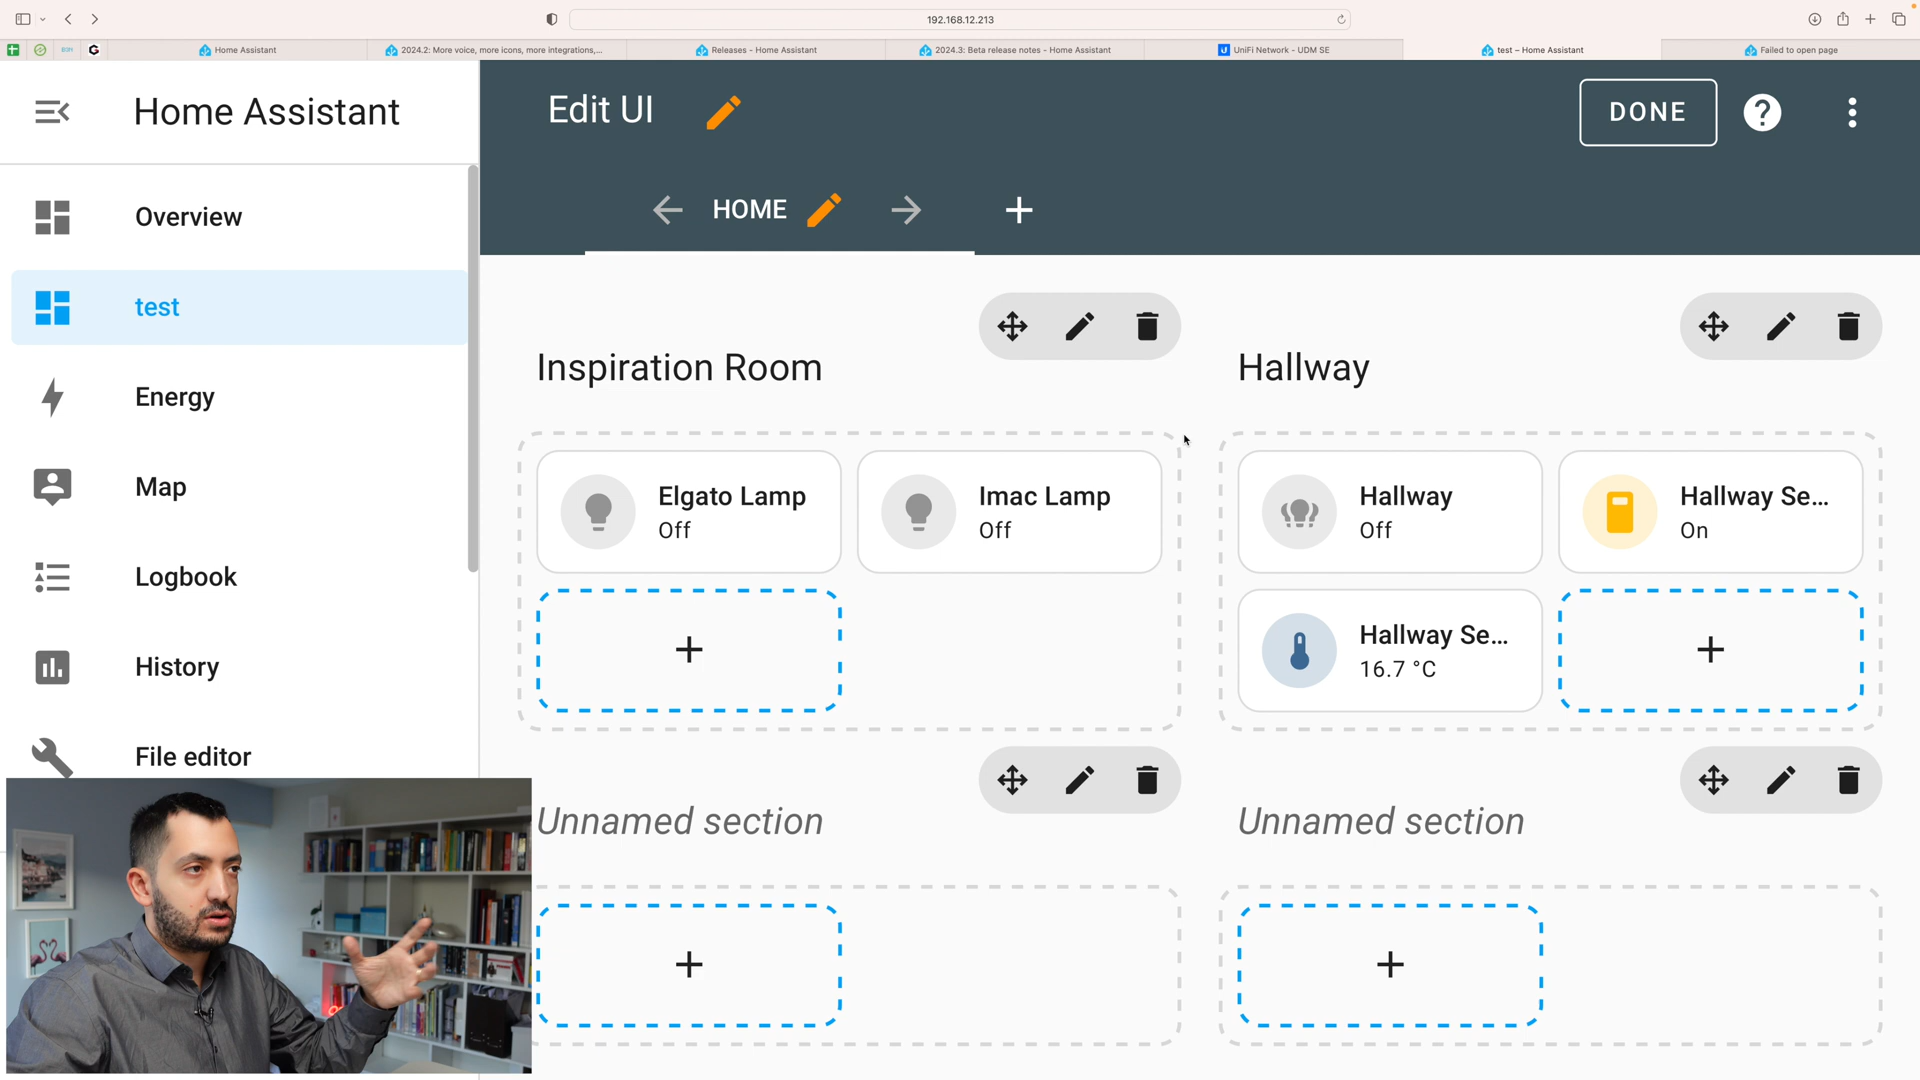 192.168.12.213
Home Assistant
2024.2: More voice, more icons, more integrations,...
Releases - Home Assistant
2024.3: Beta release notes - Home Assistant
UniFi Network - UDM SE
test – Home Assistant
Failed to open page
Home Assistant
Edit UI
DONE
HOME
Overview
test
Energy
Map
Logbook
History
File editor
Inspiration Room
Elgato Lamp
Off
Imac Lamp
Off
Hallway
Hallway
Off
Hallway Se...
On
Hallway Se...
16.7 °C
Unnamed section
Unnamed section